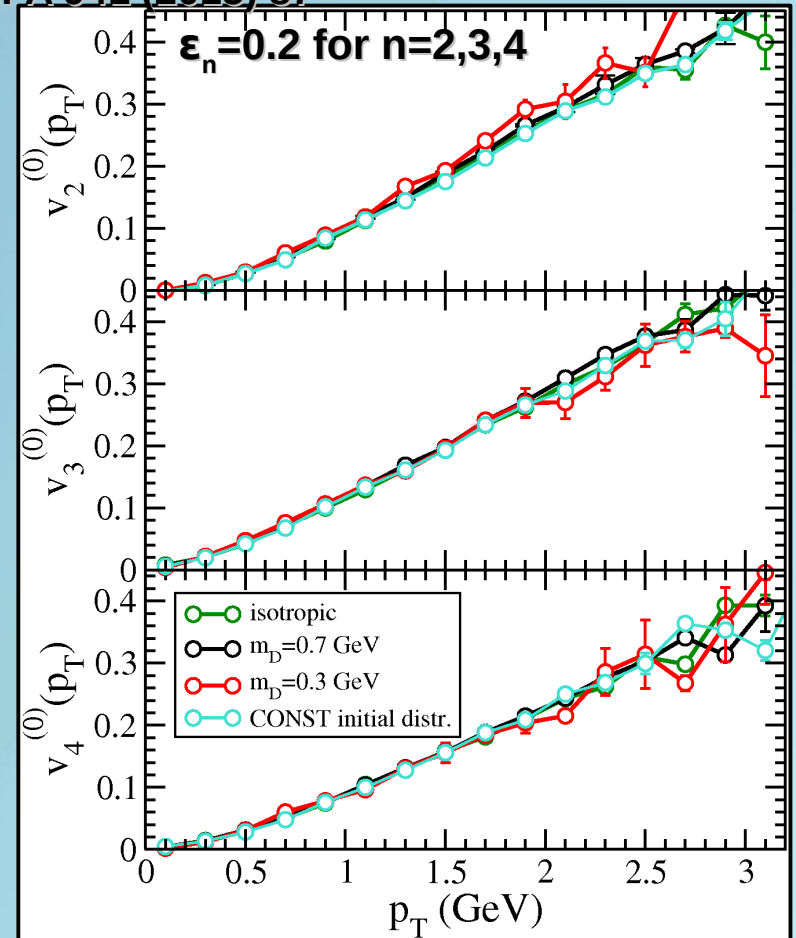 εn=0.2 for n=2,3,4
v2(0)(pT)
0.4
0.3
0.2
0.1
0
v3(0)(pT)
0.4
0.3
0.2
0.1
0
v4(0)(pT)
0.4
0.3
0.2
0.1
0
isotropic
mD=0.7 GeV
mD=0.3 GeV
CONST initial distr.
0 0.5 1 1.5 2 2.5 3
pT (GeV)